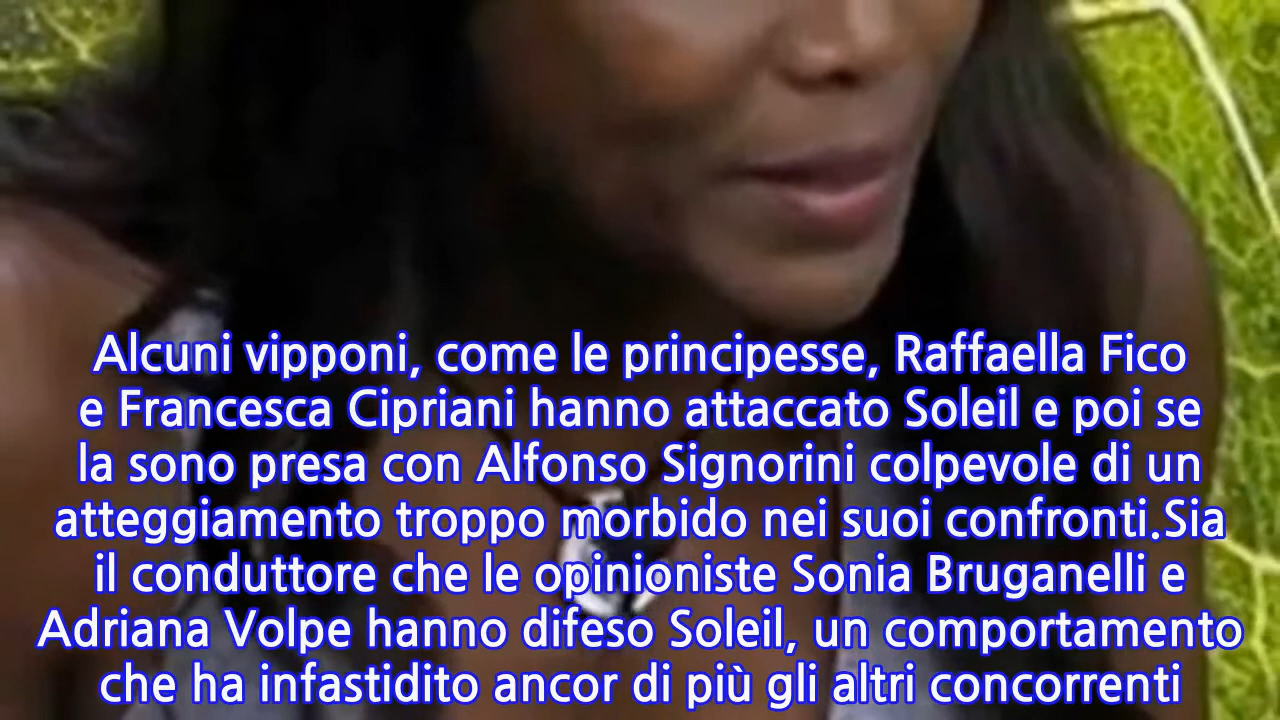 Alcuni vipponi, come le principesse, Raffaella Fico
e Francesca Cipriani hanno attaccato Soleil e poi se
la sono presa con Alfonso Signorini colpevole di un
atteggiamento troppo morbido nei suoi confronti.Sia
il conduttore che le opinioniste Sonia Bruganelli e
Adriana Volpe hanno difeso Soleil, un comportamento
che ha infastidito ancor di più gli altri concorrenti